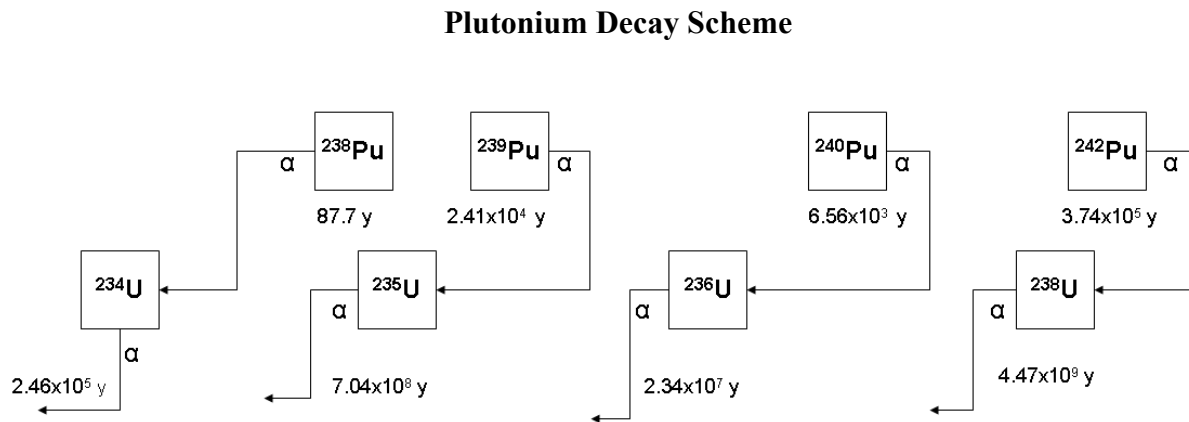 Plutonium Decay Scheme
²³⁸Pu ²³⁹Pu ²⁴⁰Pu ²⁴²Pu
α α α α
87.7 y 2.41x10⁴ y 6.56x10³ y 3.74x10⁵ y
²³⁴U ²³⁵U ²³⁶U ²³⁸U
α α α α
2.46x10⁵ y 7.04x10⁸ y 2.34x10⁷ y 4.47x10⁹ y